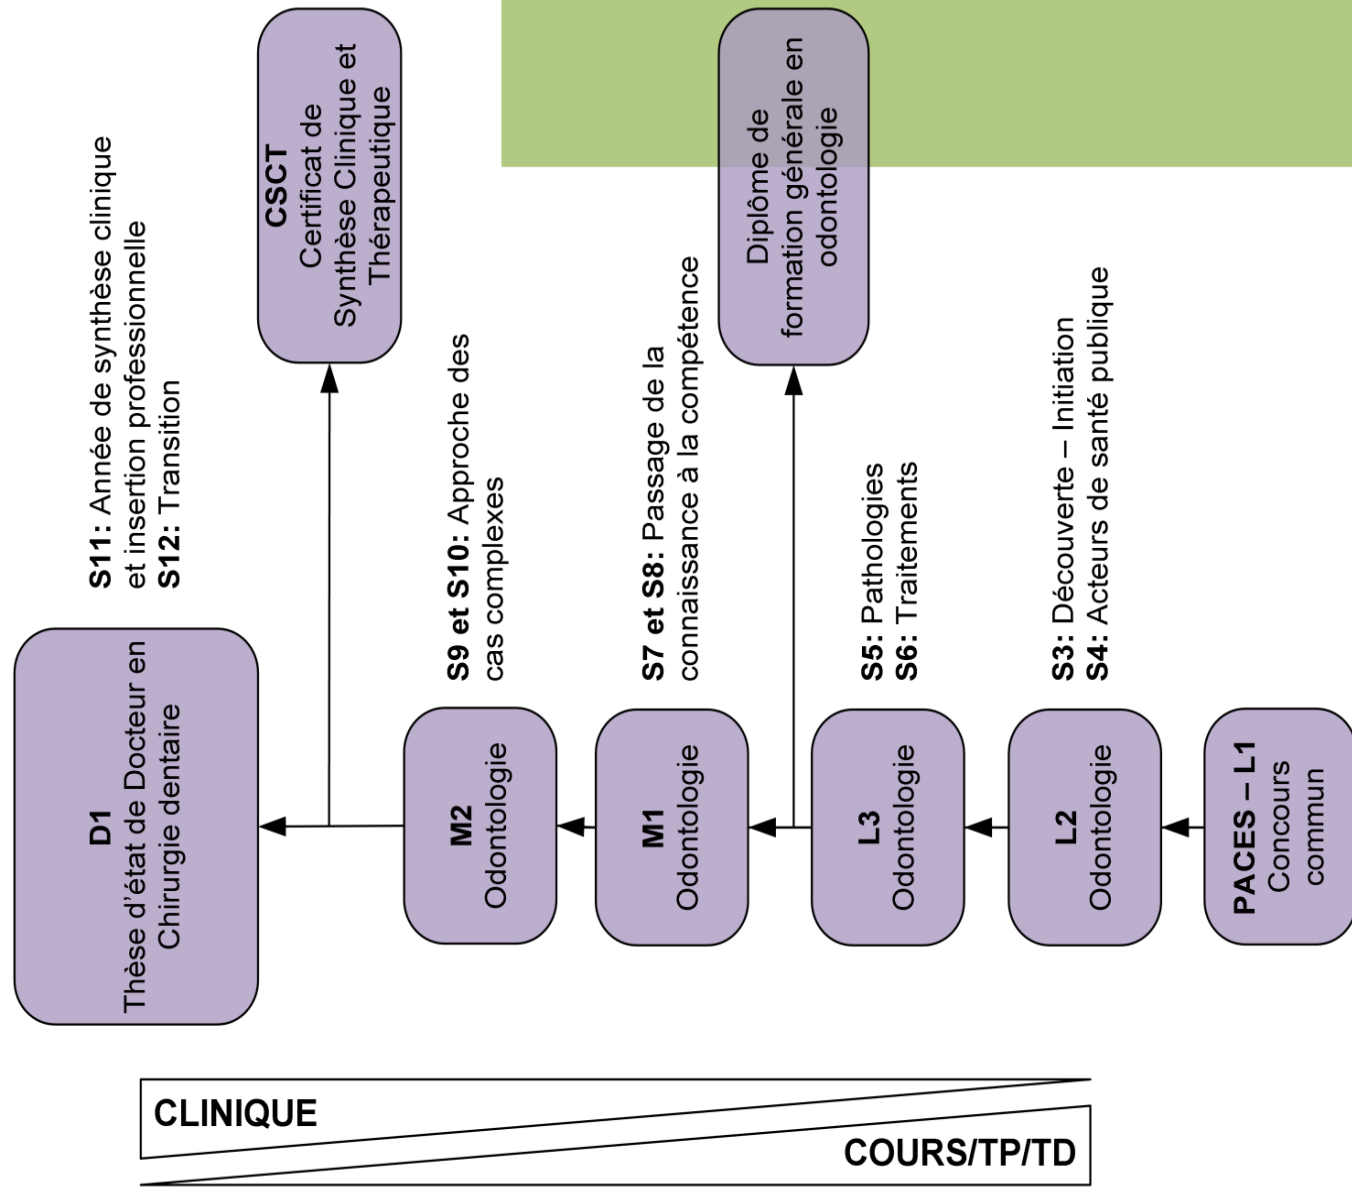 D1
Thèse d'état de Docteur en
Chirurgie dentaire
S11: Année de synthèse clinique
et insertion professionnelle
S12: Transition
CSCT
Certificat de
Synthèse Clinique et
Thérapeutique
M2
Odontologie
S9 et S10: Approche des
cas complexes
M1
Odontologie
S7 et S8: Passage de la
connaissance à la compétence
Diplôme de
formation générale en
odontologie
L3
Odontologie
S5: Pathologies
S6: Traitements
L2
Odontologie
S3: Découverte – Initiation
S4: Acteurs de santé publique
PACES – L1
Concours
commun
CLINIQUE
COURS/TP/TD